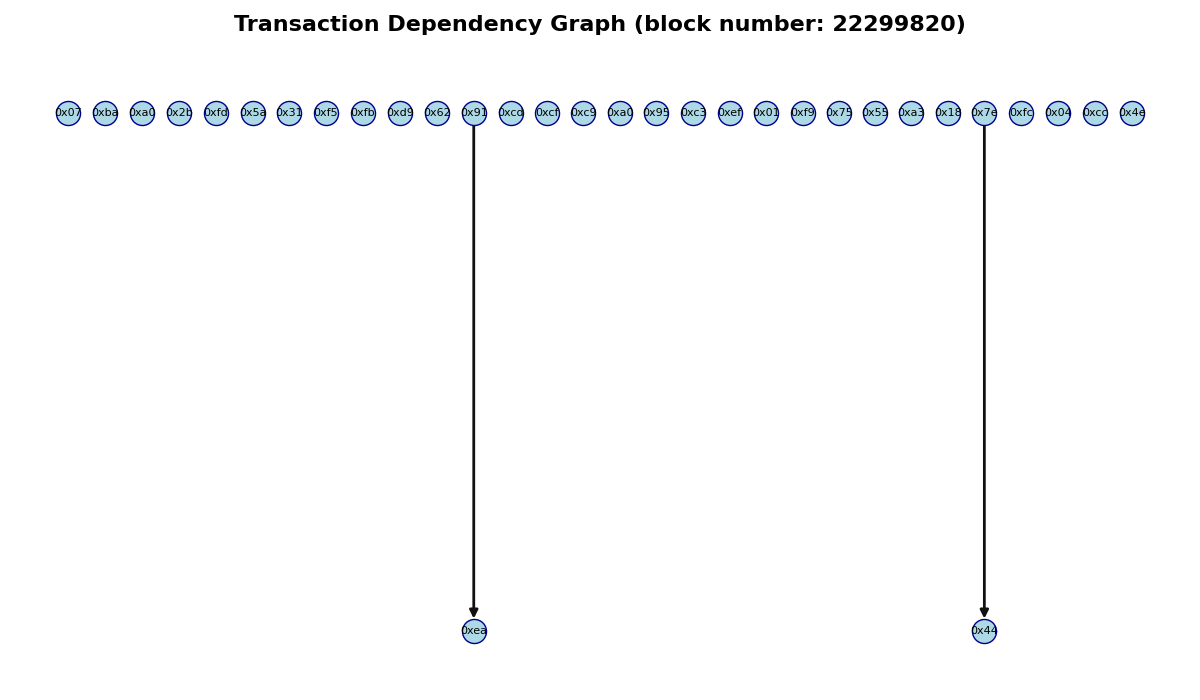 Transaction Dependency Graph (block number: 22299820)
0x07 0xba 0xa0 0x2b 0xfd 0x5a 0x31 0xf5 0xfb 0xd9 0x62 0x91 0xcd 0xcf 0xc9 0xa0 0x95 0xc3 0xef 0x01 0xf9 0x75 0x55 0xa3 0x18 0x7e 0xfc 0x04 0xcc 0x4e
0xea 0x44